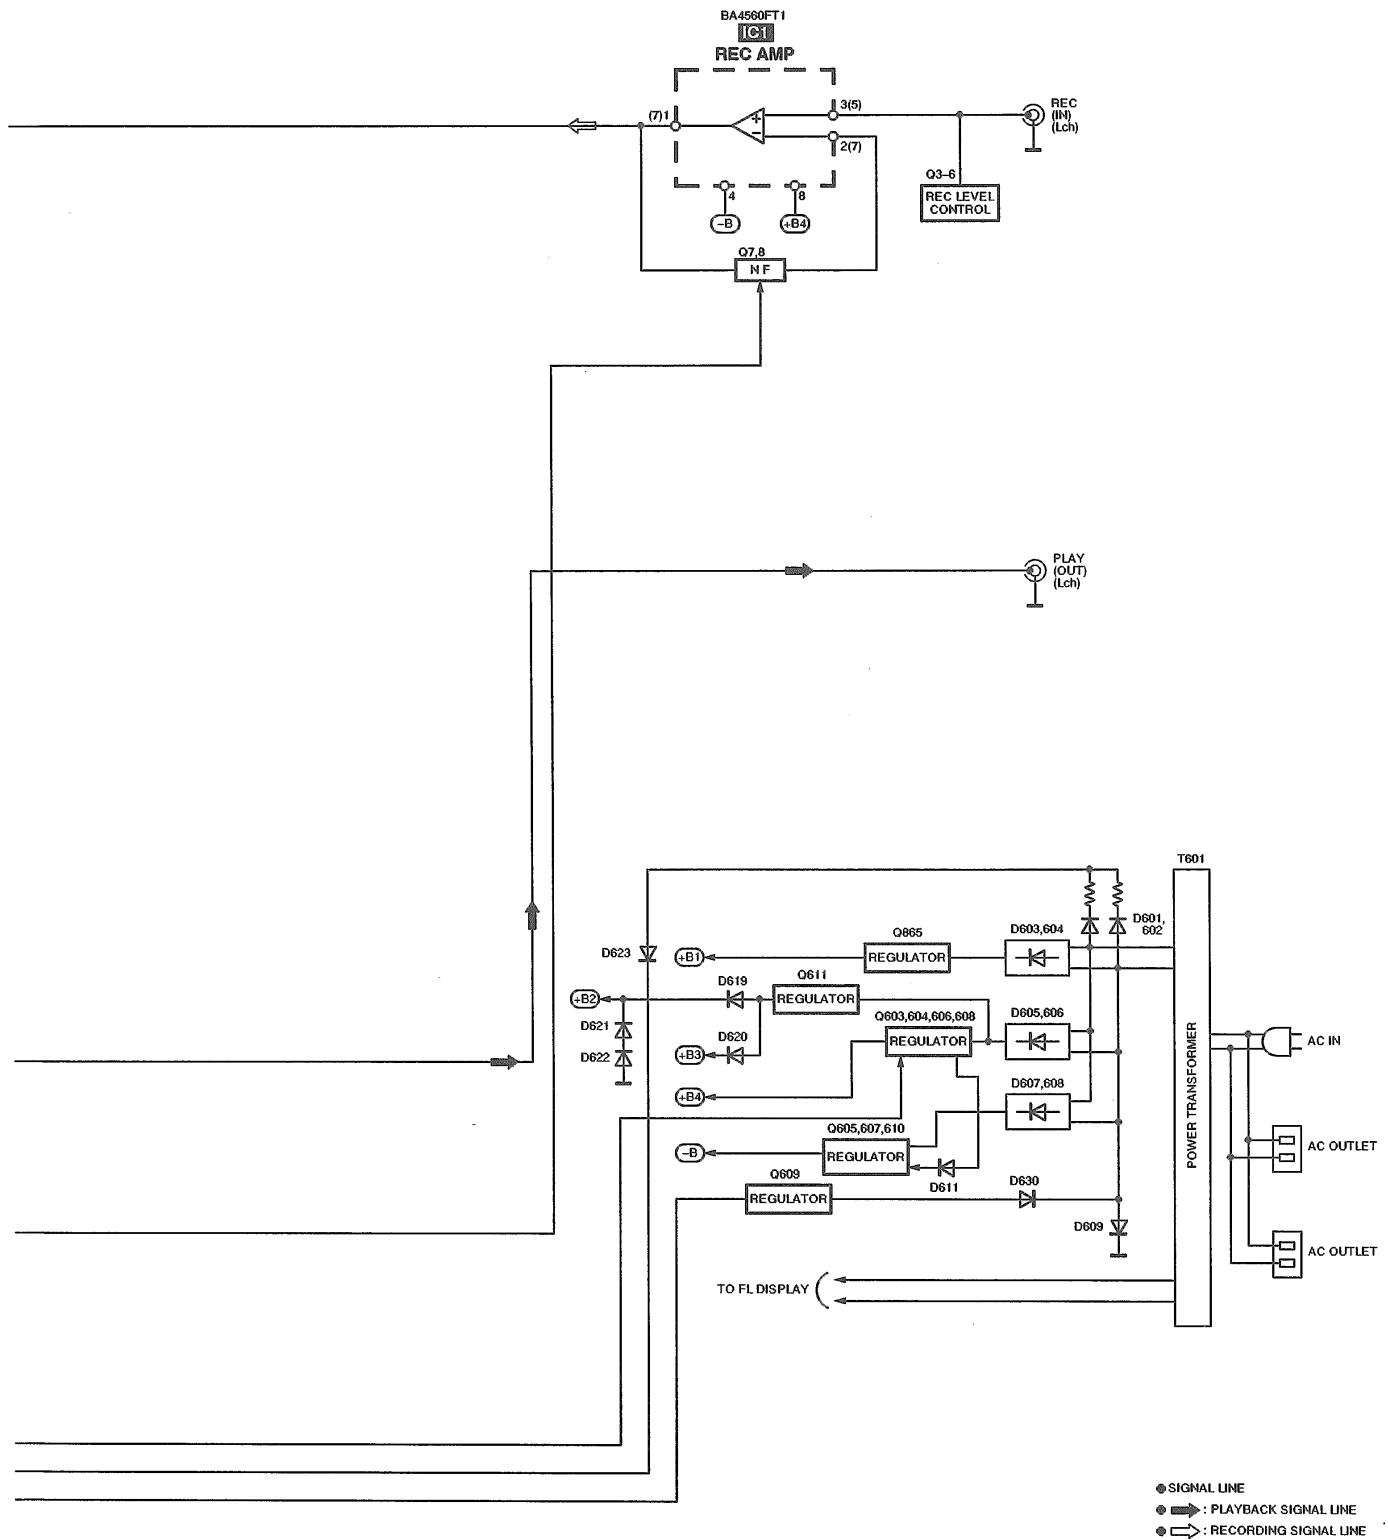 BA4560FT1
IC1
REC AMP
(7)1
3(5)
+
−
2(7)
4
8
−B
+B4
REC
(IN)
(Lch)
Q3–6
REC LEVEL
CONTROL
Q7,8
N F
PLAY
(OUT)
(Lch)
T601
POWER TRANSFORMER
D601,
602
D603,604
Q865
REGULATOR
+B1
D623
D619
Q611
REGULATOR
+B2
D621
D622
D620
+B3
Q603,604,606,608
REGULATOR
D605,606
+B4
D607,608
Q605,607,610
REGULATOR
−B
D611
Q609
REGULATOR
D630
D609
AC IN
AC OUTLET
AC OUTLET
TO FL DISPLAY
SIGNAL LINE
: PLAYBACK SIGNAL LINE
: RECORDING SIGNAL LINE